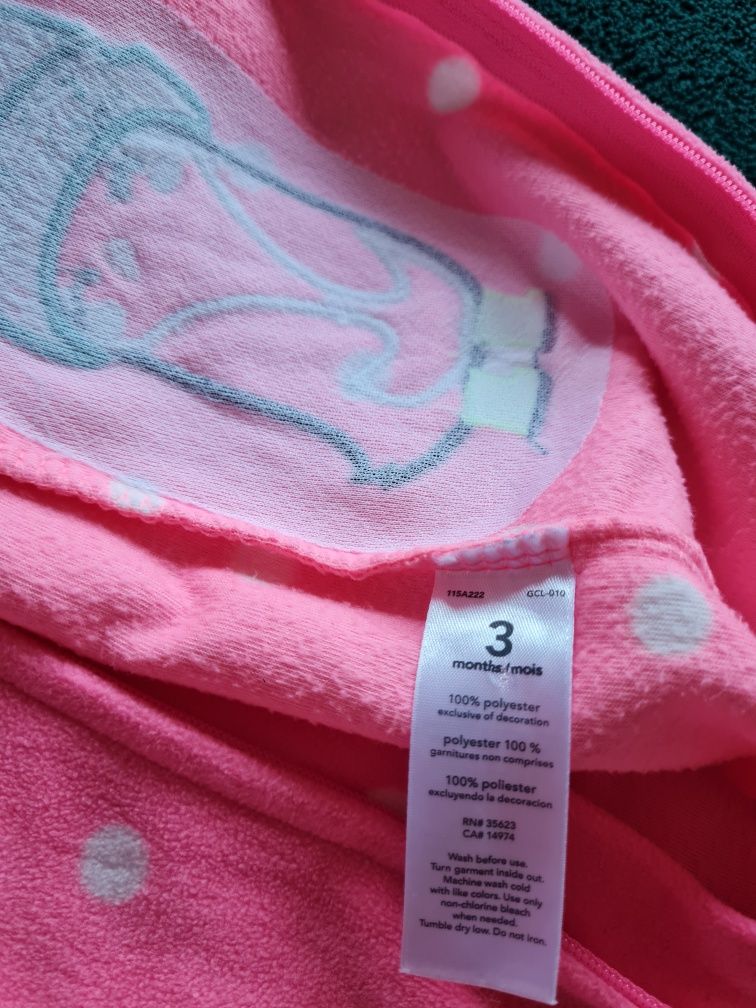 115A222 GCL-010
3
months/mois
100% polyester
exclusive of decoration
polyester 100 %
garnitures non comprises
100% poliester
excluyendo la decoracion
RN# 35623
CA# 14974
Wash before use.
Turn garment inside out.
Machine wash cold
with like colors. Use only
non-chlorine bleach
when needed.
Tumble dry low. Do not iron.